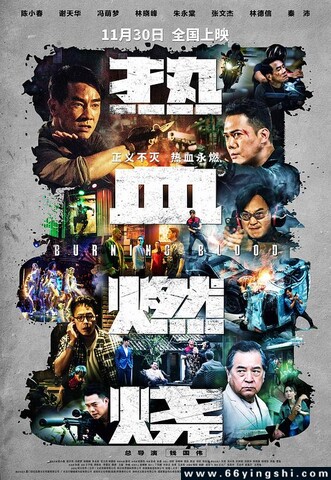 陈小春 谢天华 冯萌梦 林晓峰 朱永棠 张文杰 林德信 秦沛
11月30日 全国上映
热
正义不灭 热血永燃
血
BURNING BLOOD
燃
烧
总导演 钱国伟
www.66yingshi.com